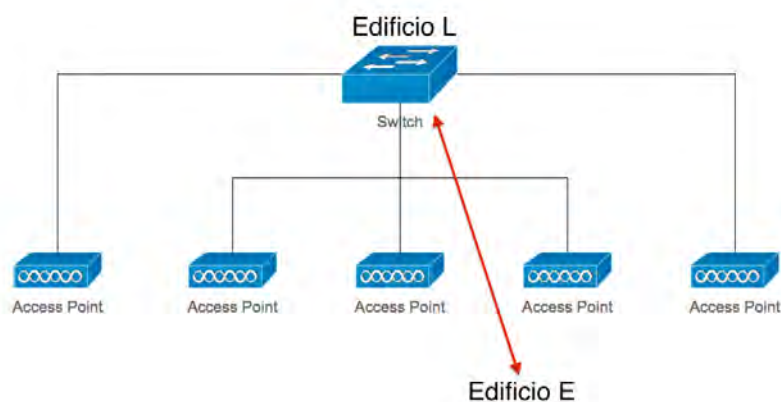 Edificio L
Switch
Access Point
Access Point
Access Point
Access Point
Access Point
Edificio E